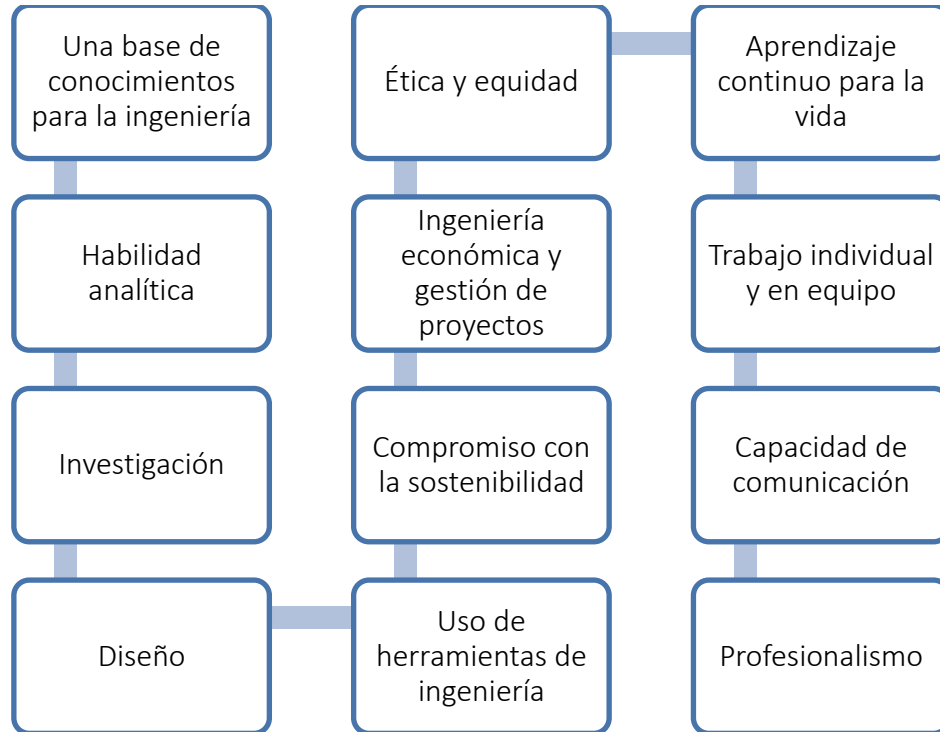 Una base de
conocimientos
para la ingeniería
Habilidad
analítica
Investigación
Diseño
Uso de
herramientas de
ingeniería
Compromiso con
la sostenibilidad
Ingeniería
económica y
gestión de
proyectos
Ética y equidad
Aprendizaje
continuo para la
vida
Trabajo individual
y en equipo
Capacidad de
comunicación
Profesionalismo